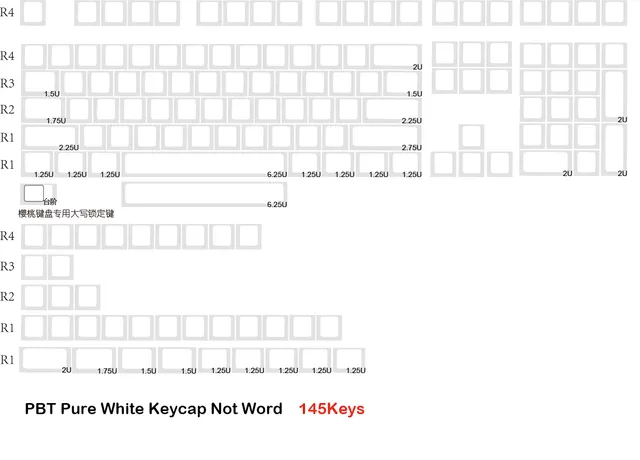 R4
R4
2U
R3 1.5U 1.5U
R2 1.75U 2.25U 2U
R1 2.25U 2.75U
R1 1.25U 1.25U 1.25U 6.25U 1.25U 1.25U 1.25U 1.25U 2U 2U
台阶 6.25U
樱桃键盘专用大写锁定键
R4
R3
R2
R1
R1 2U 1.75U 1.5U 1.5U 1.25U 1.25U 1.25U 1.25U
PBT Pure White Keycap Not Word 145Keys